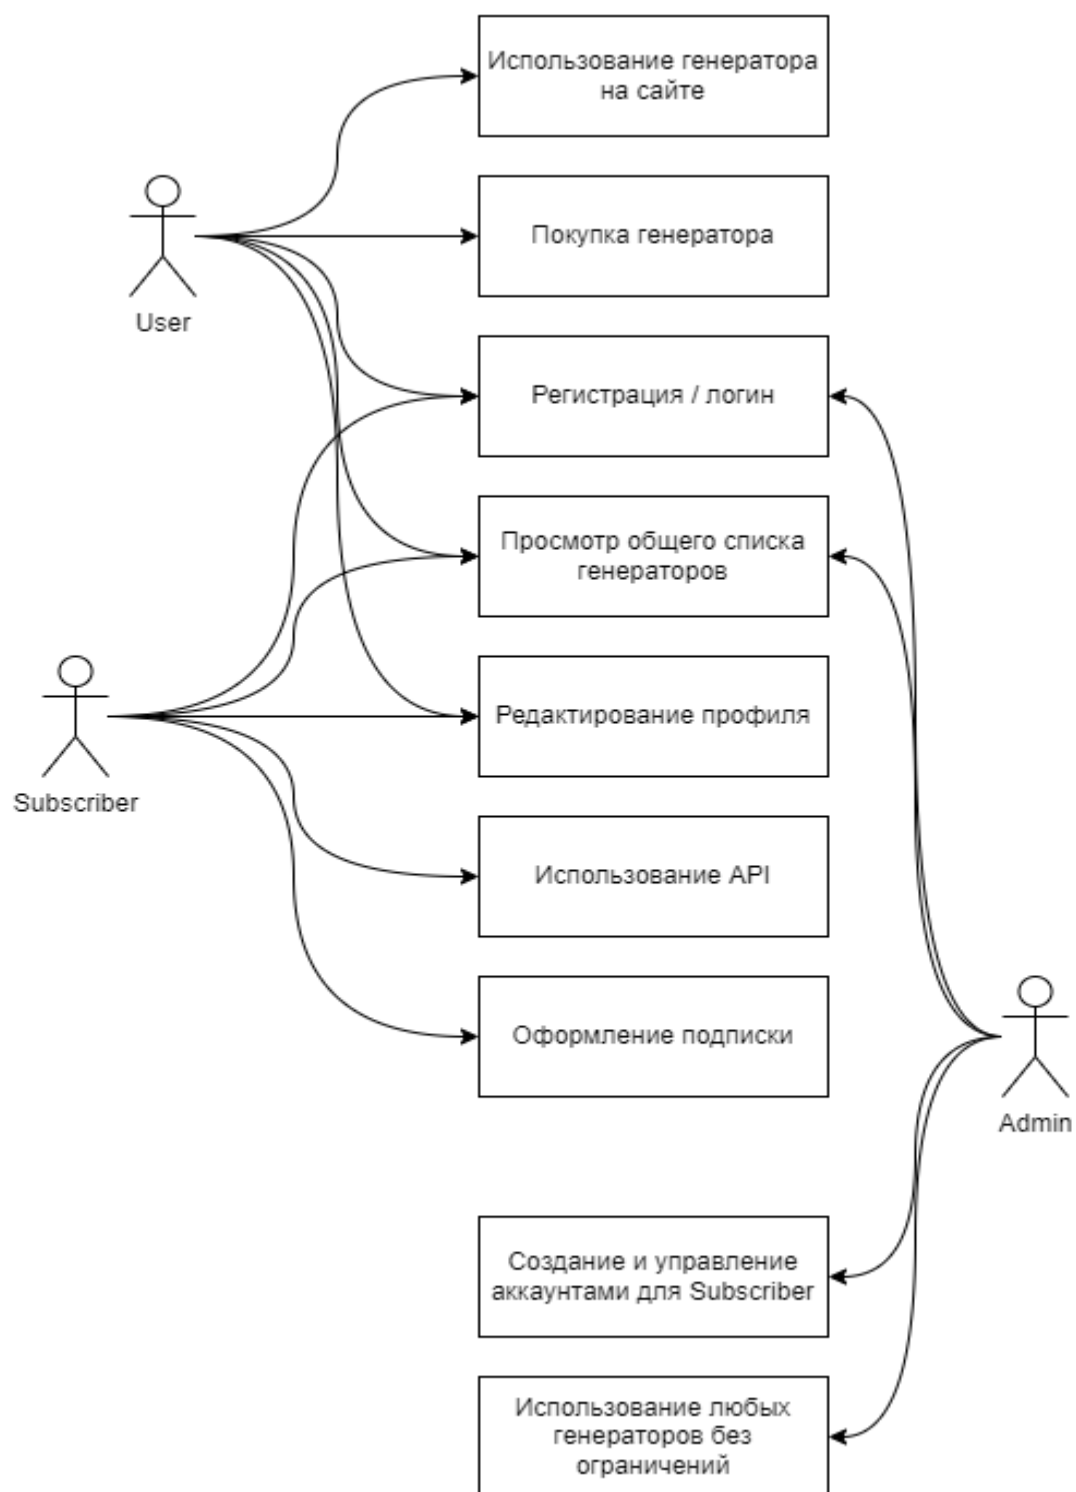 Использование генератора
на сайте
Покупка генератора
User
Регистрация / логин
Просмотр общего списка
генераторов
Редактирование профиля
Subscriber
Использование API
Оформление подписки
Admin
Создание и управление
аккаунтами для Subscriber
Использование любых
генераторов без
ограничений